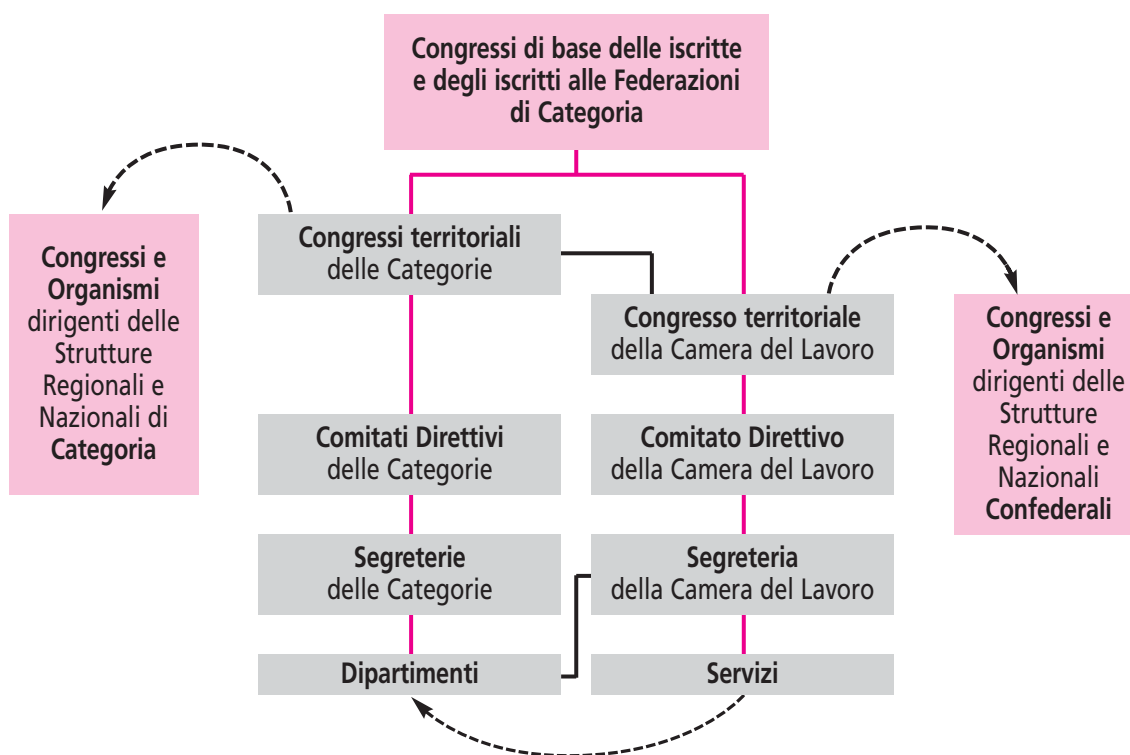 Congressi di base delle iscritte
e degli iscritti alle Federazioni
di Categoria
Congressi e
Organismi
dirigenti delle
Strutture
Regionali e
Nazionali di
Categoria
Congressi territoriali
delle Categorie
Congresso territoriale
della Camera del Lavoro
Congressi e
Organismi
dirigenti delle
Strutture
Regionali e
Nazionali
Confederali
Comitati Direttivi
delle Categorie
Comitato Direttivo
della Camera del Lavoro
Segreterie
delle Categorie
Segreteria
della Camera del Lavoro
Dipartimenti
Servizi